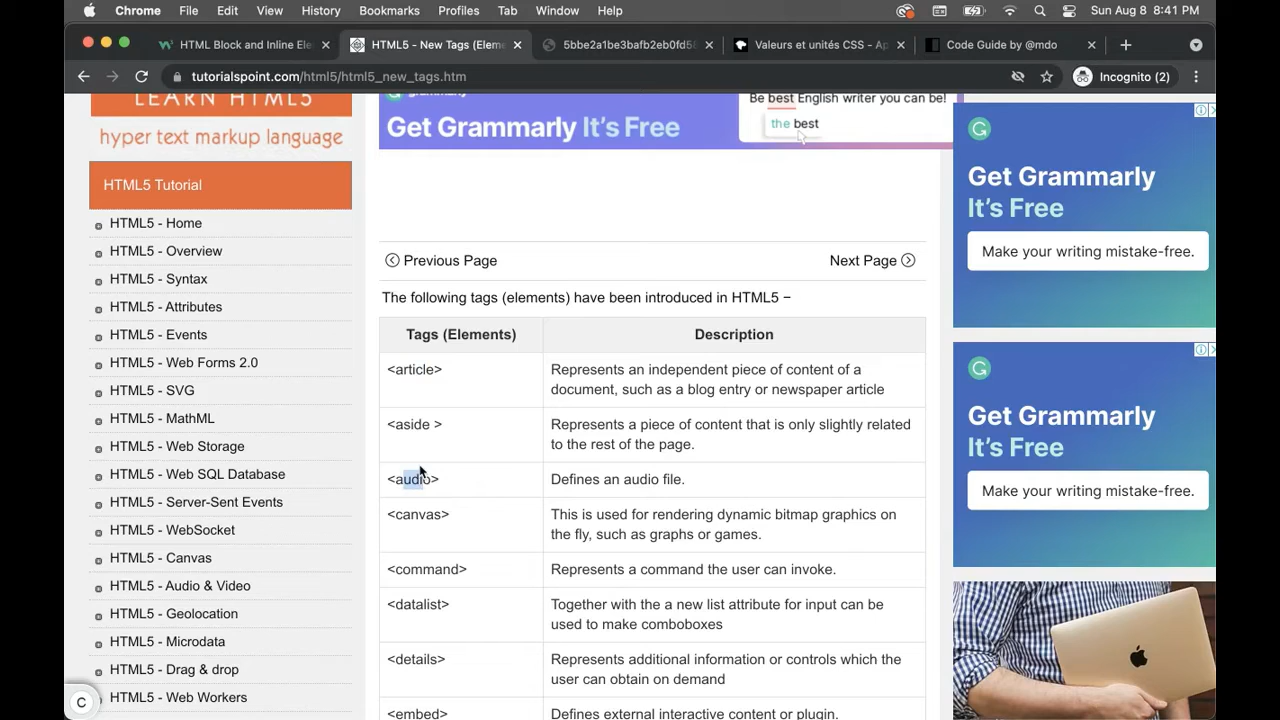 Chrome File Edit View History Bookmarks Profiles Tab Window Help Sun Aug 8 8:41 PM
HTML Block and Inline Ele
HTML5 - New Tags (Eleme
5bbe2a1be3bafb2eb0fd58
Valeurs et unités CSS - Ap
Code Guide by @mdo
tutorialspoint.com/html5/html5_new_tags.htm
Incognito (2)
LEARN HTML5
hyper text markup language
HTML5 Tutorial
HTML5 - Home
HTML5 - Overview
HTML5 - Syntax
HTML5 - Attributes
HTML5 - Events
HTML5 - Web Forms 2.0
HTML5 - SVG
HTML5 - MathML
HTML5 - Web Storage
HTML5 - Web SQL Database
HTML5 - Server-Sent Events
HTML5 - WebSocket
HTML5 - Canvas
HTML5 - Audio & Video
HTML5 - Geolocation
HTML5 - Microdata
HTML5 - Drag & drop
HTML5 - Web Workers
C
grammarly
Get Grammarly It's Free
Be best English writer you can be!
the best
Previous Page
Next Page
The following tags (elements) have been introduced in HTML5 −
Tags (Elements) Description
<article> Represents an independent piece of content of a
document, such as a blog entry or newspaper article
<aside > Represents a piece of content that is only slightly related
to the rest of the page.
<audio> Defines an audio file.
<canvas> This is used for rendering dynamic bitmap graphics on
the fly, such as graphs or games.
<command> Represents a command the user can invoke.
<datalist> Together with the a new list attribute for input can be
used to make comboboxes
<details> Represents additional information or controls which the
user can obtain on demand
<embed> Defines external interactive content or plugin.
Get Grammarly
It's Free
Make your writing mistake-free.
Get Grammarly
It's Free
Make your writing mistake-free.